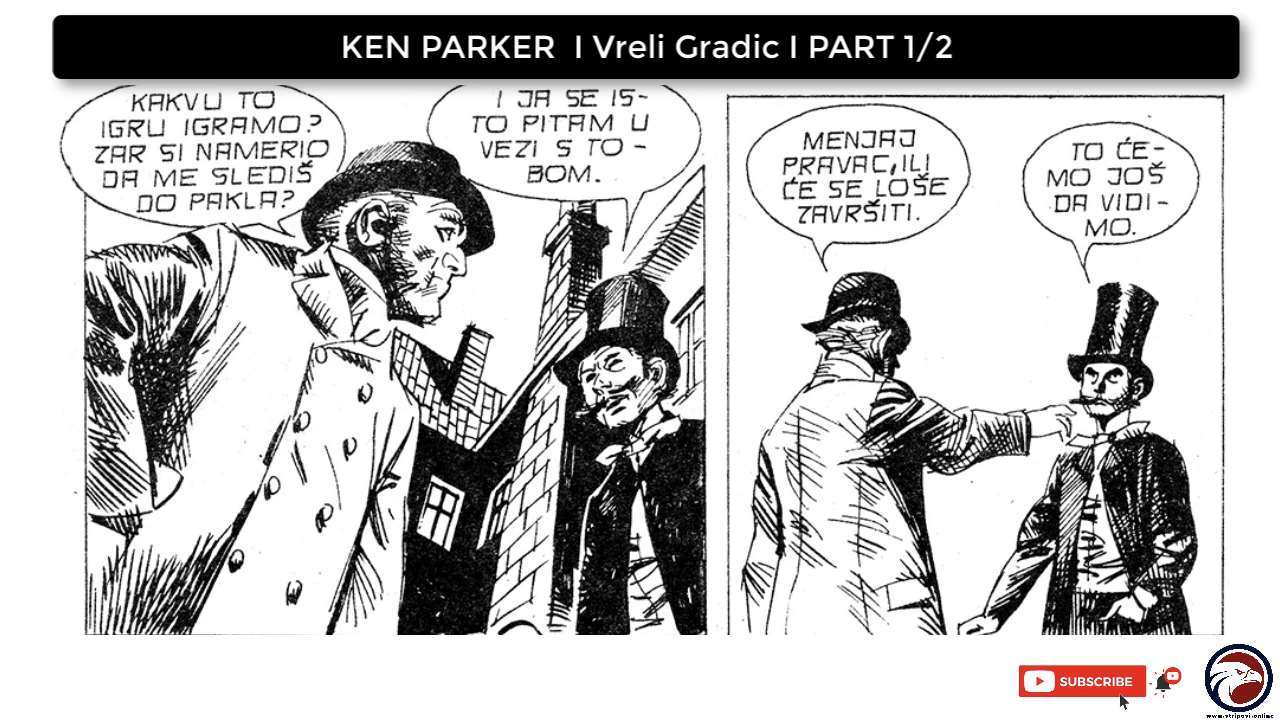 KEN PARKER I Vreli Gradic I PART 1/2
KAKVU TO
IGRU IGRAMO?
ZAR SI NAMERIO
DA ME SLEDIŠ
DO PAKLA?
I JA SE IS-
TO PITAM U
VEZI S TO-
BOM.
MENJAJ
PRAVAC, ILI
ĆE SE LOŠE
ZAVRŠITI.
TO ĆE-
MO JOŠ
DA VIDI-
MO.
SUBSCRIBE